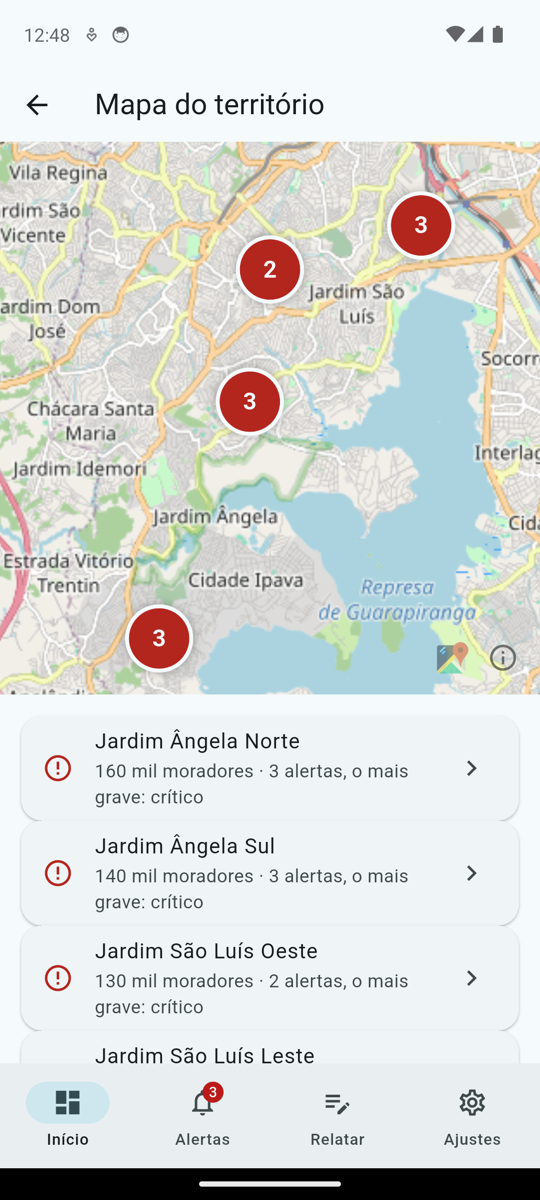 12:48
Mapa do território
Vila Regina
rdim São
Vicente
3
2
Jardim São
Luís
ardim Dom
José
Socorr
3
Chácara Santa
Maria
Interlag
Jardim Idemori
Jardim Ângela
Cid
Estrada Vitório
Trentin
Cidade Ipava
Represa
de Guarapiranga
3
Jardim Ângela Norte
160 mil moradores · 3 alertas, o mais
grave: crítico
Jardim Ângela Sul
140 mil moradores · 3 alertas, o mais
grave: crítico
Jardim São Luís Oeste
130 mil moradores · 2 alertas, o mais
grave: crítico
Jardim São Luís Leste
3
Início
Alertas
Relatar
Ajustes